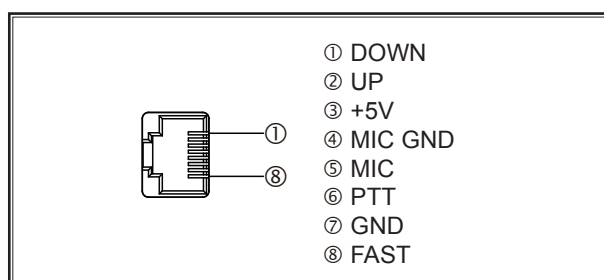 ① DOWN
② UP
③ +5V
④ MIC GND
⑤ MIC
⑥ PTT
⑦ GND
⑧ FAST
①
⑧